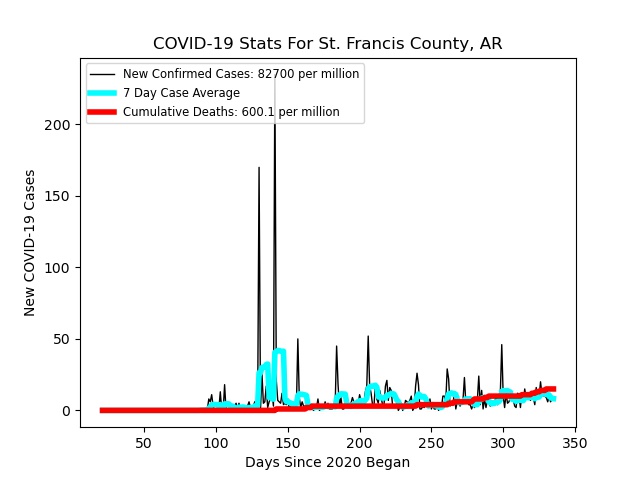 COVID-19 Stats For St. Francis County, AR
New Confirmed Cases: 82700 per million
7 Day Case Average
Cumulative Deaths: 600.1 per million
New COVID-19 Cases
200
150
100
50
0
50
100
150
200
250
300
350
Days Since 2020 Began